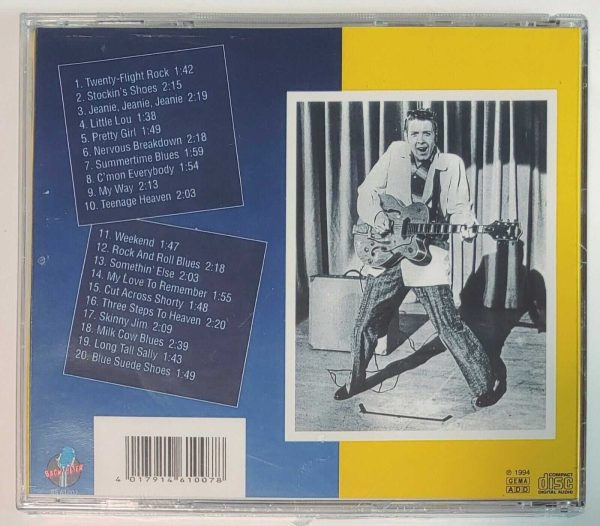 1. Twenty-Flight Rock 1:42
2. Stockin's Shoes 2:15
3. Jeanie, Jeanie, Jeanie 2:19
4. Little Lou 1:38
5. Pretty Girl 1:49
6. Nervous Breakdown 2:18
7. Summertime Blues 1:59
8. C'mon Everybody 1:54
9. My Way 2:13
10. Teenage Heaven 2:03
11. Weekend 1:47
12. Rock And Roll Blues 2:18
13. Somethin' Else 2:03
14. My Love To Remember 1:55
15. Cut Across Shorty 1:48
16. Three Steps To Heaven 2:20
17. Skinny Jim 2:09
18. Milk Cow Blues 2:39
19. Long Tall Sally 1:43
20. Blue Suede Shoes 1:49
4 017914 610078
BACKBITER
℗ 1994
GEMA
ADD
COMPACT
disc
DIGITAL AUDIO